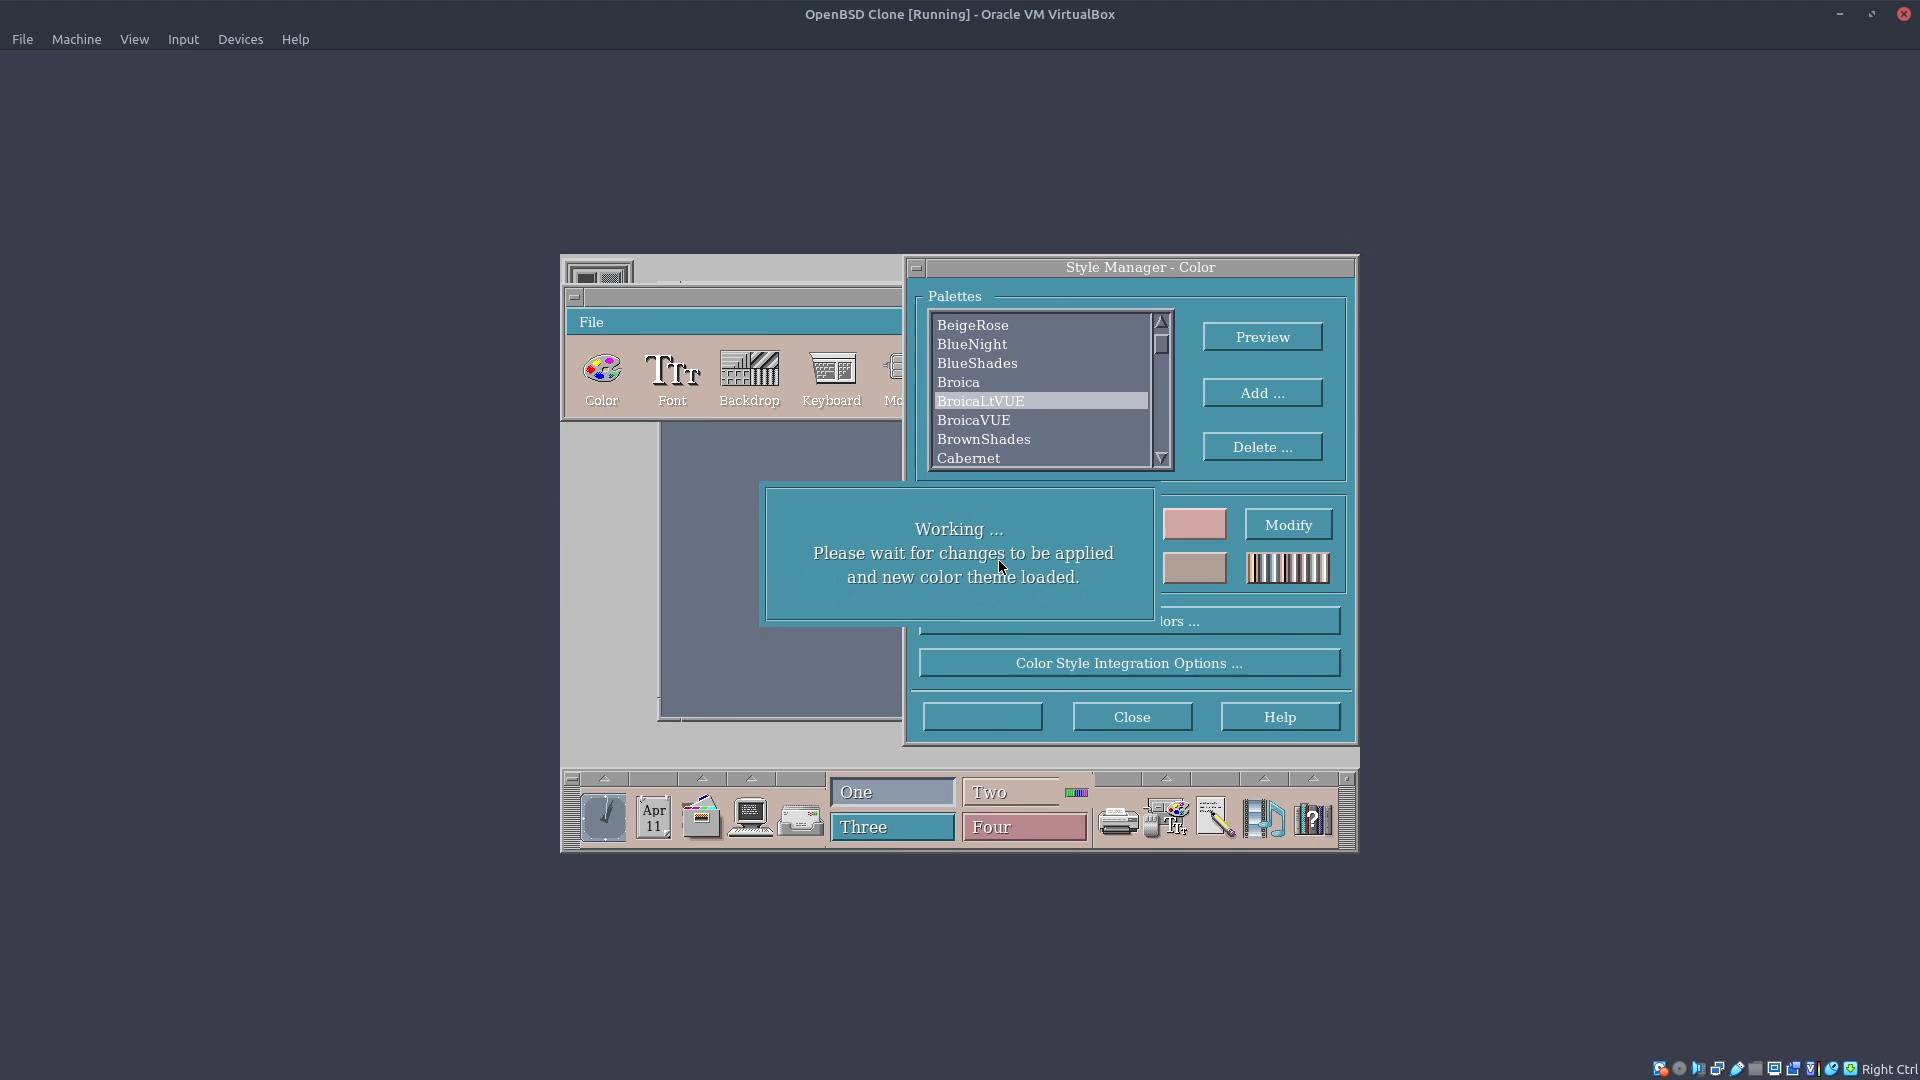 OpenBSD Clone [Running] - Oracle VM VirtualBox
File Machine View Input Devices Help
Style Manager - Color
File
Color Font Backdrop Keyboard
Palettes
BeigeRose
BlueNight
BlueShades
Broica
BroicaLtVUE
BroicaVUE
BrownShades
Cabernet
Preview
Add ...
Delete ...
Working ...
Please wait for changes to be applied
and new color theme loaded.
Modify
Color Style Integration Options ...
Close
Help
Apr
11
One
Two
Three
Four
Right Ctrl